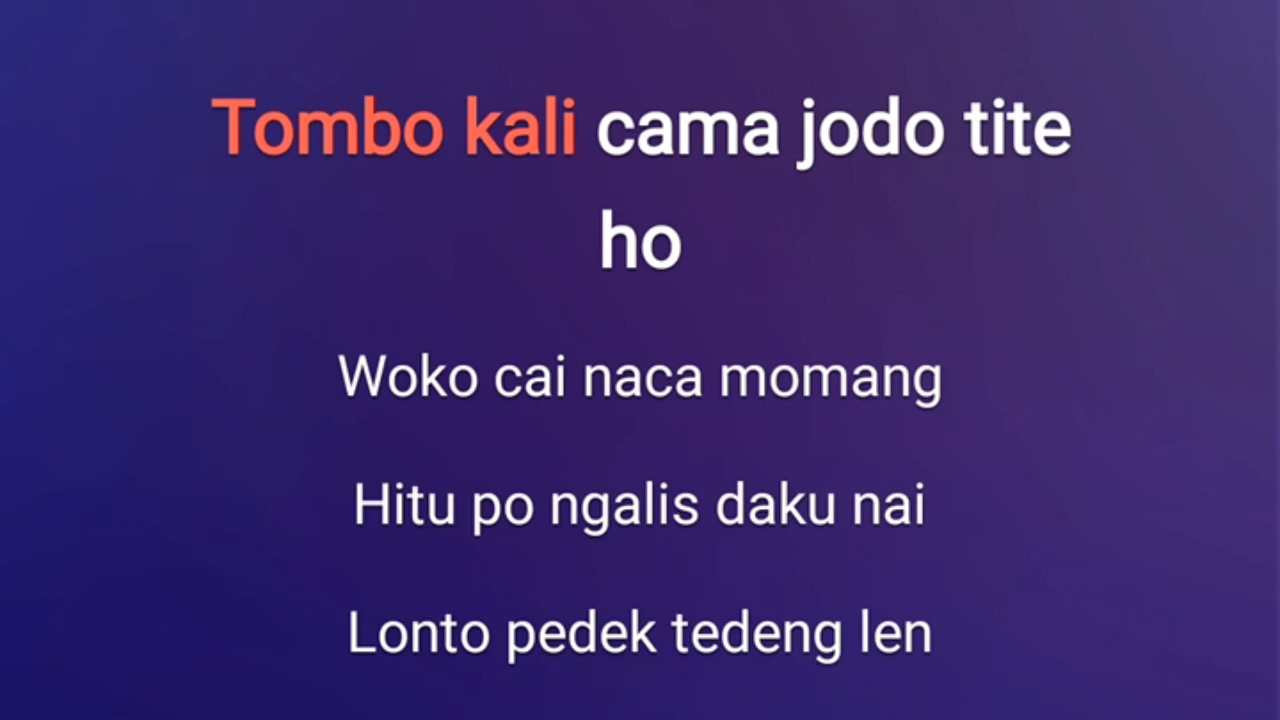 Tombo kali cama jodo tite
ho
Woko cai naca momang
Hitu po ngalis daku nai
Lonto pedek tedeng len